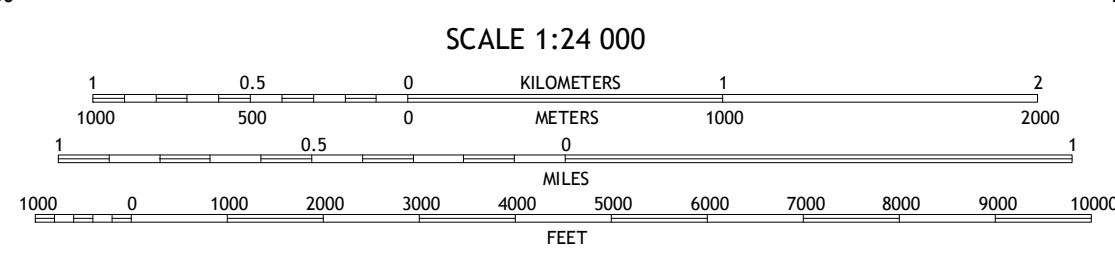 SCALE 1:24 000
1 0.5 0 KILOMETERS 1 2
1000 500 0 METERS 1000 2000
1 0.5 0 1
MILES
1000 0 1000 2000 3000 4000 5000 6000 7000 8000 9000 10000
FEET